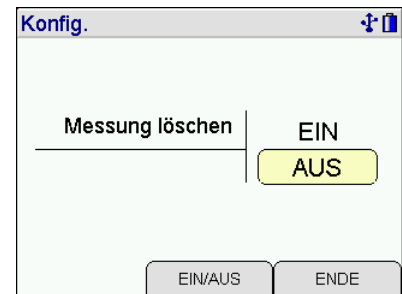 Konfig.
Messung löschen
EIN
AUS
EIN/AUS
ENDE